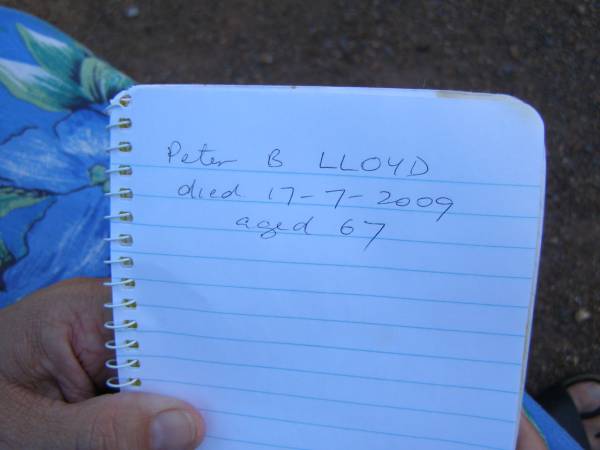 Peter B LLOYD
died 17-7-2009
aged 67